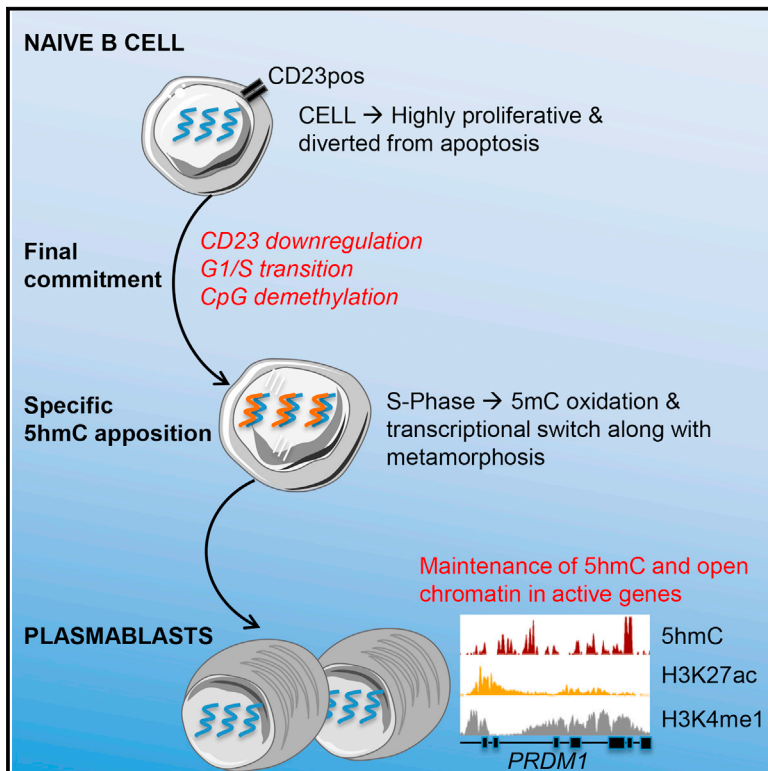 NAIVE B CELL
CD23pos
CELL → Highly proliferative &
diverted from apoptosis
Final
commitment
CD23 downregulation
G1/S transition
CpG demethylation
Specific
5hmC apposition
S-Phase → 5mC oxidation &
transcriptional switch along with
metamorphosis
PLASMABLASTS
Maintenance of 5hmC and open
chromatin in active genes
5hmC
H3K27ac
H3K4me1
PRDM1